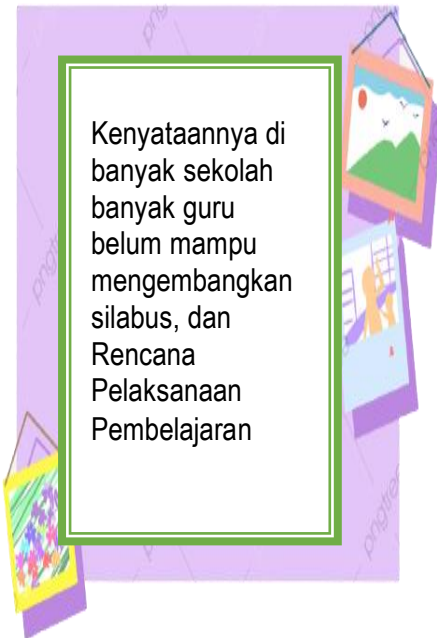 Kenyataannya di
banyak sekolah
banyak guru
belum mampu
mengembangkan
silabus, dan
Rencana
Pelaksanaan
Pembelajaran